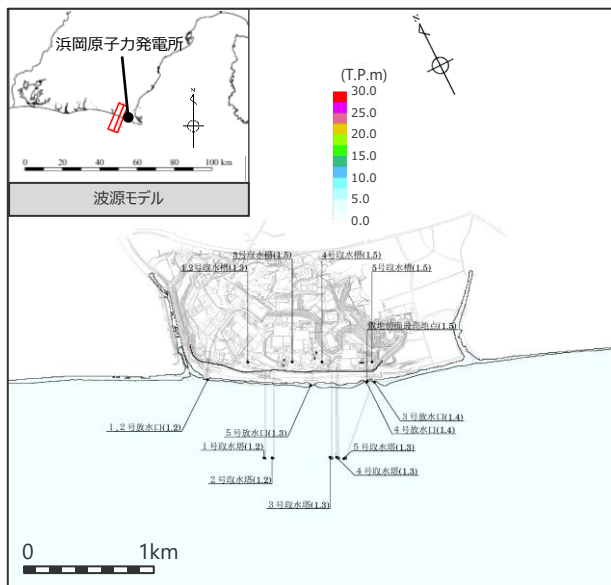 浜岡原子力発電所
z
0 20 40 60 80 100 km
波源モデル
N
(T.P.m)
30.0
25.0
20.0
15.0
10.0
5.0
0.0
3号取水槽(1.5)
4号取水槽(1.5)
1,2号取水槽(1.3)
5号取水槽(1.5)
敷地前面最高地点(1.5)
1,2号放水口(1.2)
5号放水口(1.3)
3号放水口(1.4)
4号放水口(1.4)
1号取水塔(1.2)
5号取水塔(1.3)
2号取水塔(1.2)
4号取水塔(1.3)
3号取水塔(1.3)
0 1km